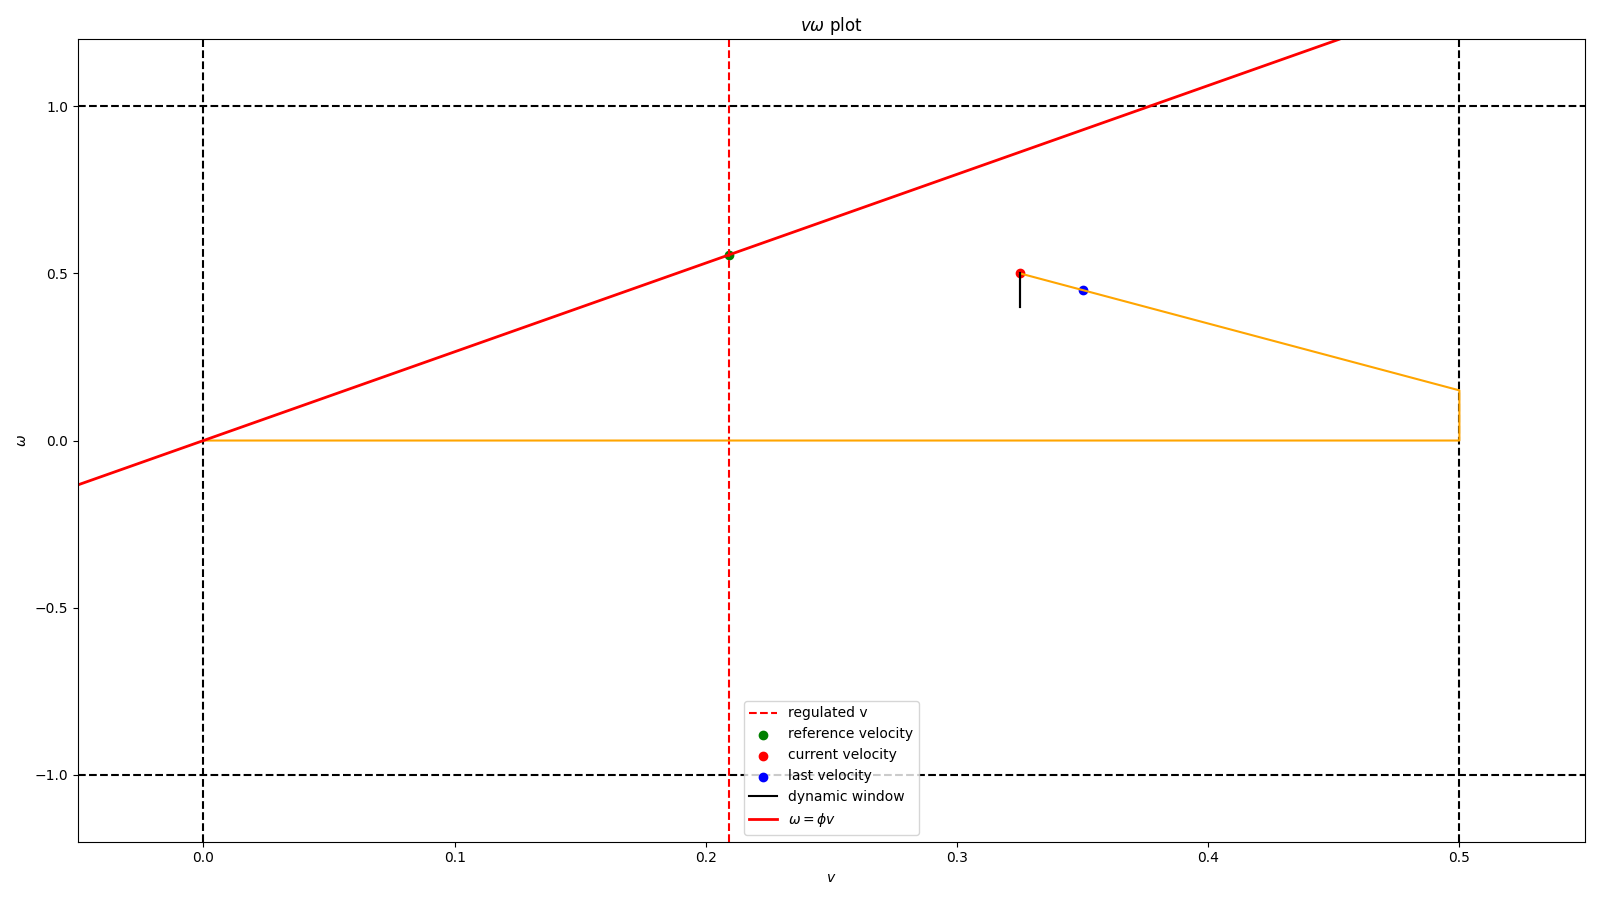 vω plot
1.0
0.5
0.0
−0.5
−1.0
ω
regulated v
reference velocity
current velocity
last velocity
dynamic window
ω = ϕv
0.0 0.1 0.2 0.3 0.4 0.5
v